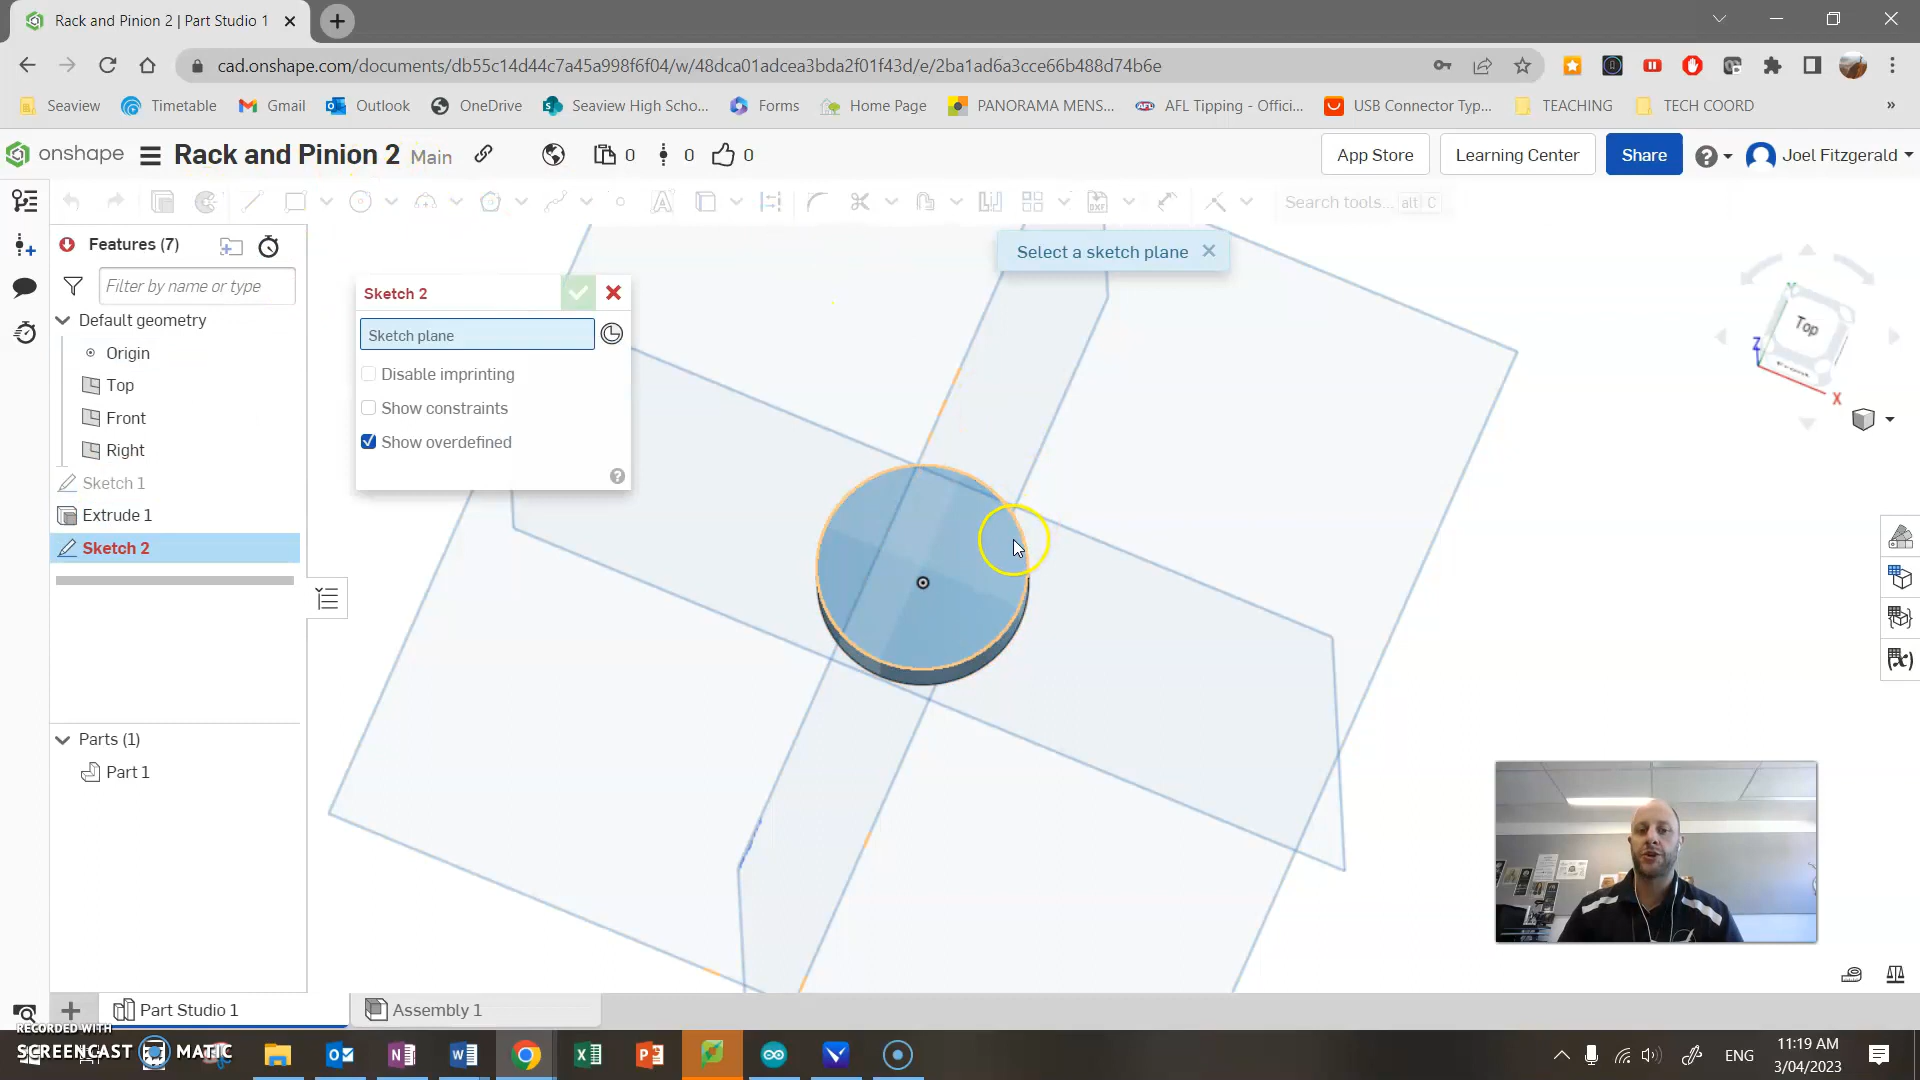 Rack and Pinion 2 | Part Studio 1
cad.onshape.com/documents/db55c14d44c7a45a998f6f04/w/48dca01adcea3bda2f01f43d/e/2ba1ad6a3cce66b488d74b6e
Seaview
Timetable
Gmail
Outlook
OneDrive
Seaview High Scho...
Forms
Home Page
PANORAMA MENS...
AFL Tipping - Offici...
USB Connector Typ...
TEACHING
TECH COORD
»
onshape
Rack and Pinion 2
Main
0
0
0
App Store
Learning Center
Share
Joel Fitzgerald
Search tools...
alt
C
Features (7)
Filter by name or type
Default geometry
Origin
Top
Front
Right
Sketch 1
Extrude 1
Sketch 2
Parts (1)
Part 1
Sketch 2
Sketch plane
Disable imprinting
Show constraints
Show overdefined
Select a sketch plane
Top
Front
Z
Y
X
Part Studio 1
Assembly 1
RECORDED WITH
SCREENCAST
MATIC
ENG
11:19 AM
3/04/2023